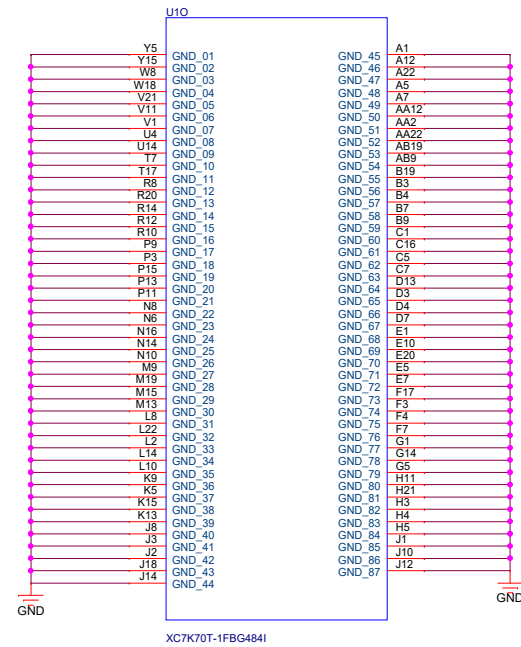 U1O
Y5 GND_01 GND_45 A1
Y15 GND_02 GND_46 A12
W8 GND_03 GND_47 A22
W18 GND_04 GND_48 A5
V21 GND_05 GND_49 A7
V11 GND_06 GND_50 AA12
V1 GND_07 GND_51 AA2
U4 GND_08 GND_52 AA22
U14 GND_09 GND_53 AB19
T7 GND_10 GND_54 AB9
T17 GND_11 GND_55 B19
R8 GND_12 GND_56 B3
R20 GND_13 GND_57 B4
R14 GND_14 GND_58 B7
R12 GND_15 GND_59 B9
R10 GND_16 GND_60 C1
P9 GND_17 GND_61 C16
P3 GND_18 GND_62 C5
P15 GND_19 GND_63 C7
P13 GND_20 GND_64 D13
P11 GND_21 GND_65 D3
N8 GND_22 GND_66 D4
N6 GND_23 GND_67 D7
N16 GND_24 GND_68 E1
N14 GND_25 GND_69 E10
N10 GND_26 GND_70 E20
M9 GND_27 GND_71 E5
M19 GND_28 GND_72 E7
M15 GND_29 GND_73 F17
M13 GND_30 GND_74 F3
L8 GND_31 GND_75 F4
L22 GND_32 GND_76 F7
L2 GND_33 GND_77 G1
L14 GND_34 GND_78 G14
L10 GND_35 GND_79 G5
K9 GND_36 GND_80 H11
K5 GND_37 GND_81 H21
K15 GND_38 GND_82 H3
K13 GND_39 GND_83 H4
J8 GND_40 GND_84 H5
J3 GND_41 GND_85 J1
J2 GND_42 GND_86 J10
J18 GND_43 GND_87 J12
J14 GND_44
GND GND
XC7K70T-1FBG484I